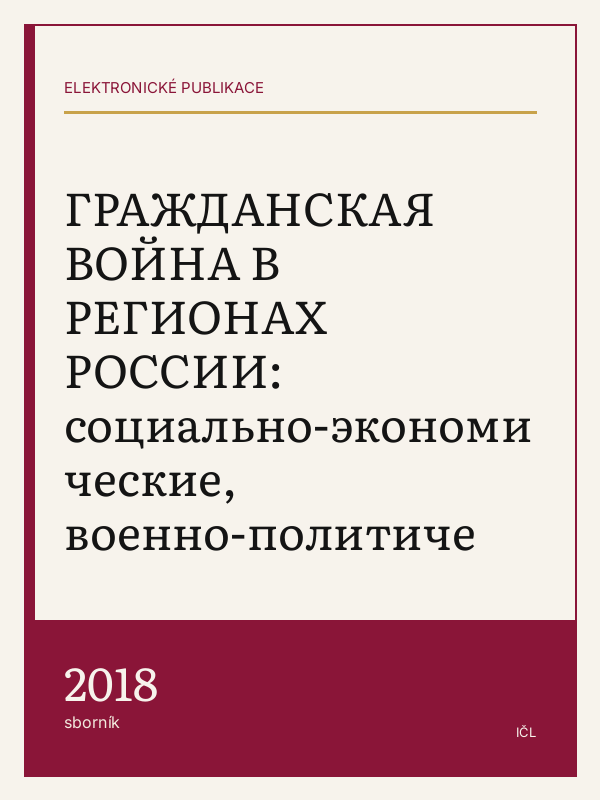 ELEKTRONICKÉ PUBLIKACE
ГРАЖДАНСКАЯ
ВОЙНА В
РЕГИОНАХ
РОССИИ:
социально-экономи
ческие,
военно-политиче
2018
sborník
IČL